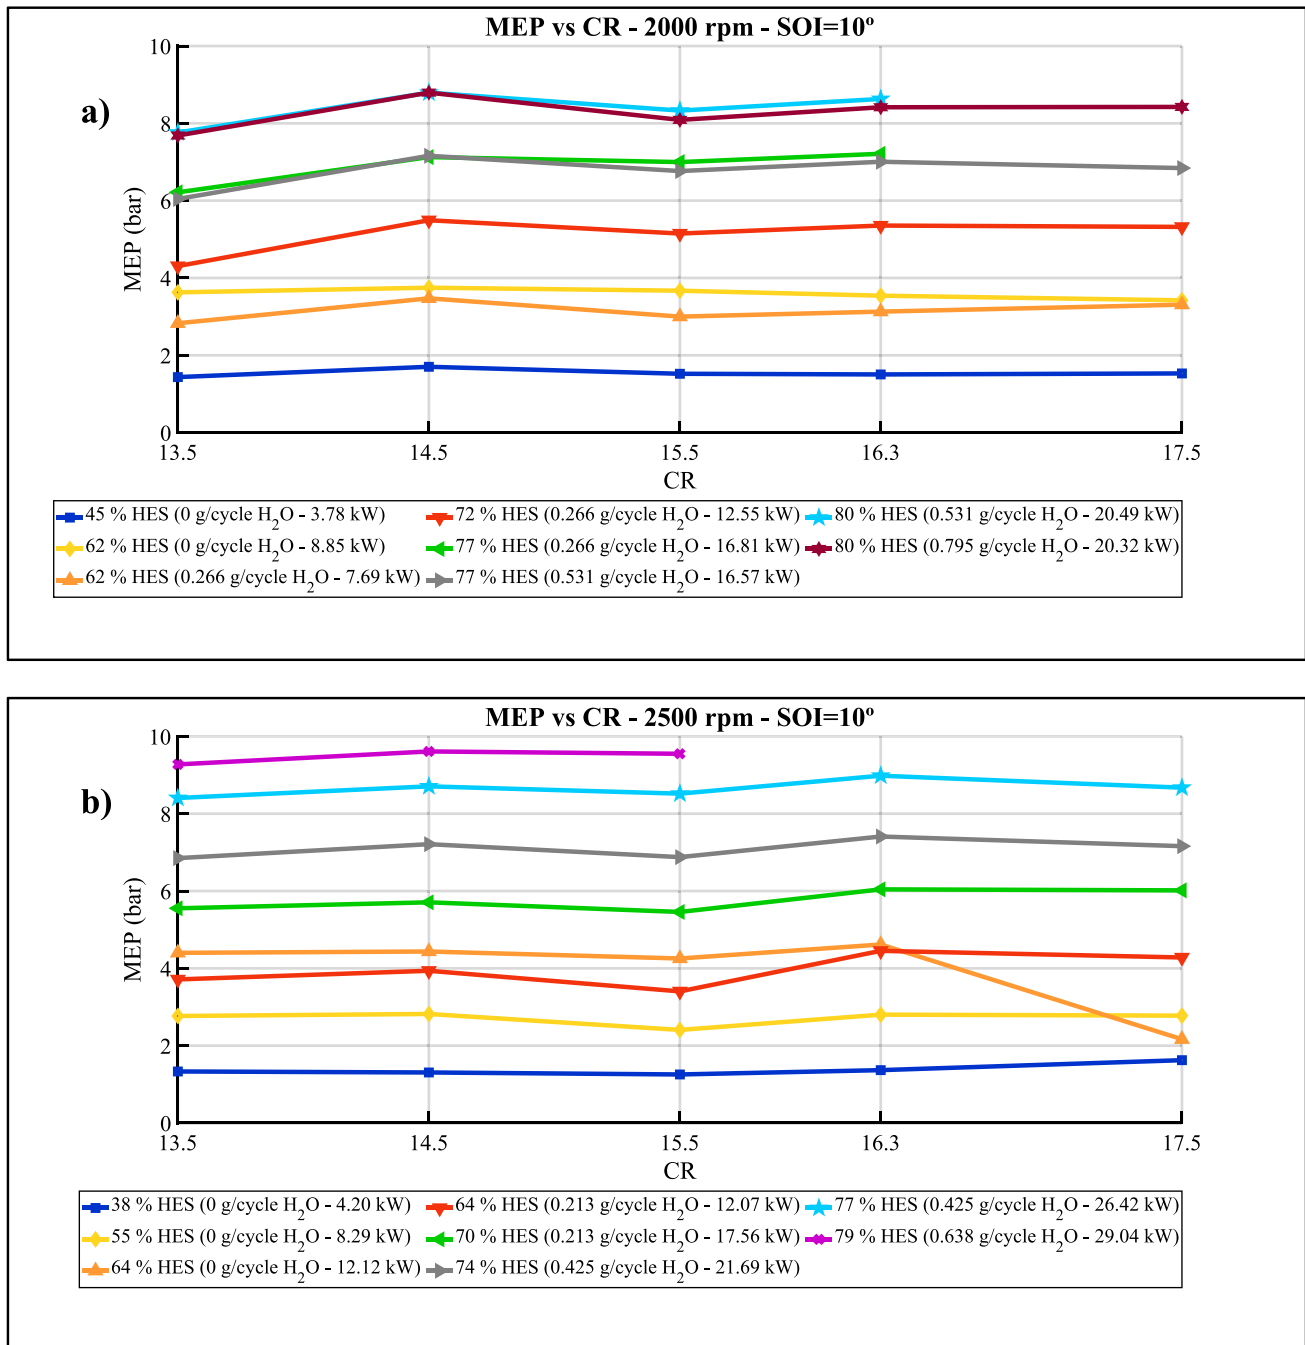 MEP vs CR - 2000 rpm - SOI=10º
a)
MEP (bar)
10
8
6
4
2
0
13.5 14.5 15.5 16.3 17.5
CR
45 % HES (0 g/cycle H2O - 3.78 kW) 72 % HES (0.266 g/cycle H2O - 12.55 kW) 80 % HES (0.531 g/cycle H2O - 20.49 kW)
62 % HES (0 g/cycle H2O - 8.85 kW) 77 % HES (0.266 g/cycle H2O - 16.81 kW) 80 % HES (0.795 g/cycle H2O - 20.32 kW)
62 % HES (0.266 g/cycle H2O - 7.69 kW) 77 % HES (0.531 g/cycle H2O - 16.57 kW)
MEP vs CR - 2500 rpm - SOI=10º
b)
MEP (bar)
10
8
6
4
2
0
13.5 14.5 15.5 16.3 17.5
CR
38 % HES (0 g/cycle H2O - 4.20 kW) 64 % HES (0.213 g/cycle H2O - 12.07 kW) 77 % HES (0.425 g/cycle H2O - 26.42 kW)
55 % HES (0 g/cycle H2O - 8.29 kW) 70 % HES (0.213 g/cycle H2O - 17.56 kW) 79 % HES (0.638 g/cycle H2O - 29.04 kW)
64 % HES (0 g/cycle H2O - 12.12 kW) 74 % HES (0.425 g/cycle H2O - 21.69 kW)